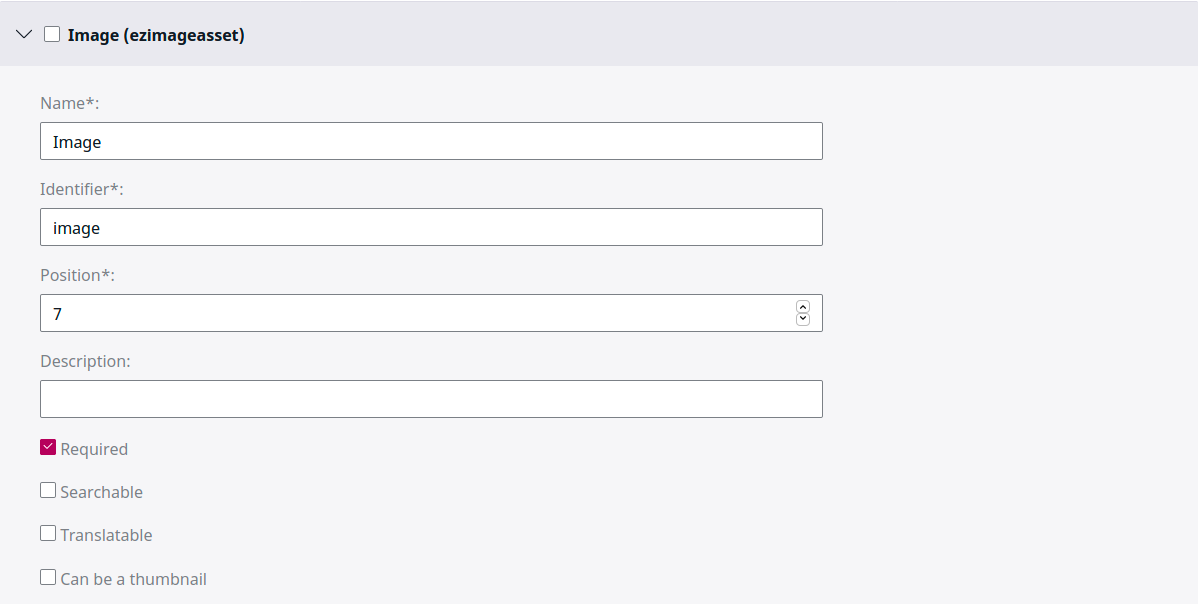 Image (ezimageasset)
Name*:
Image
Identifier*:
image
Position*:
7
Description:
Required
Searchable
Translatable
Can be a thumbnail